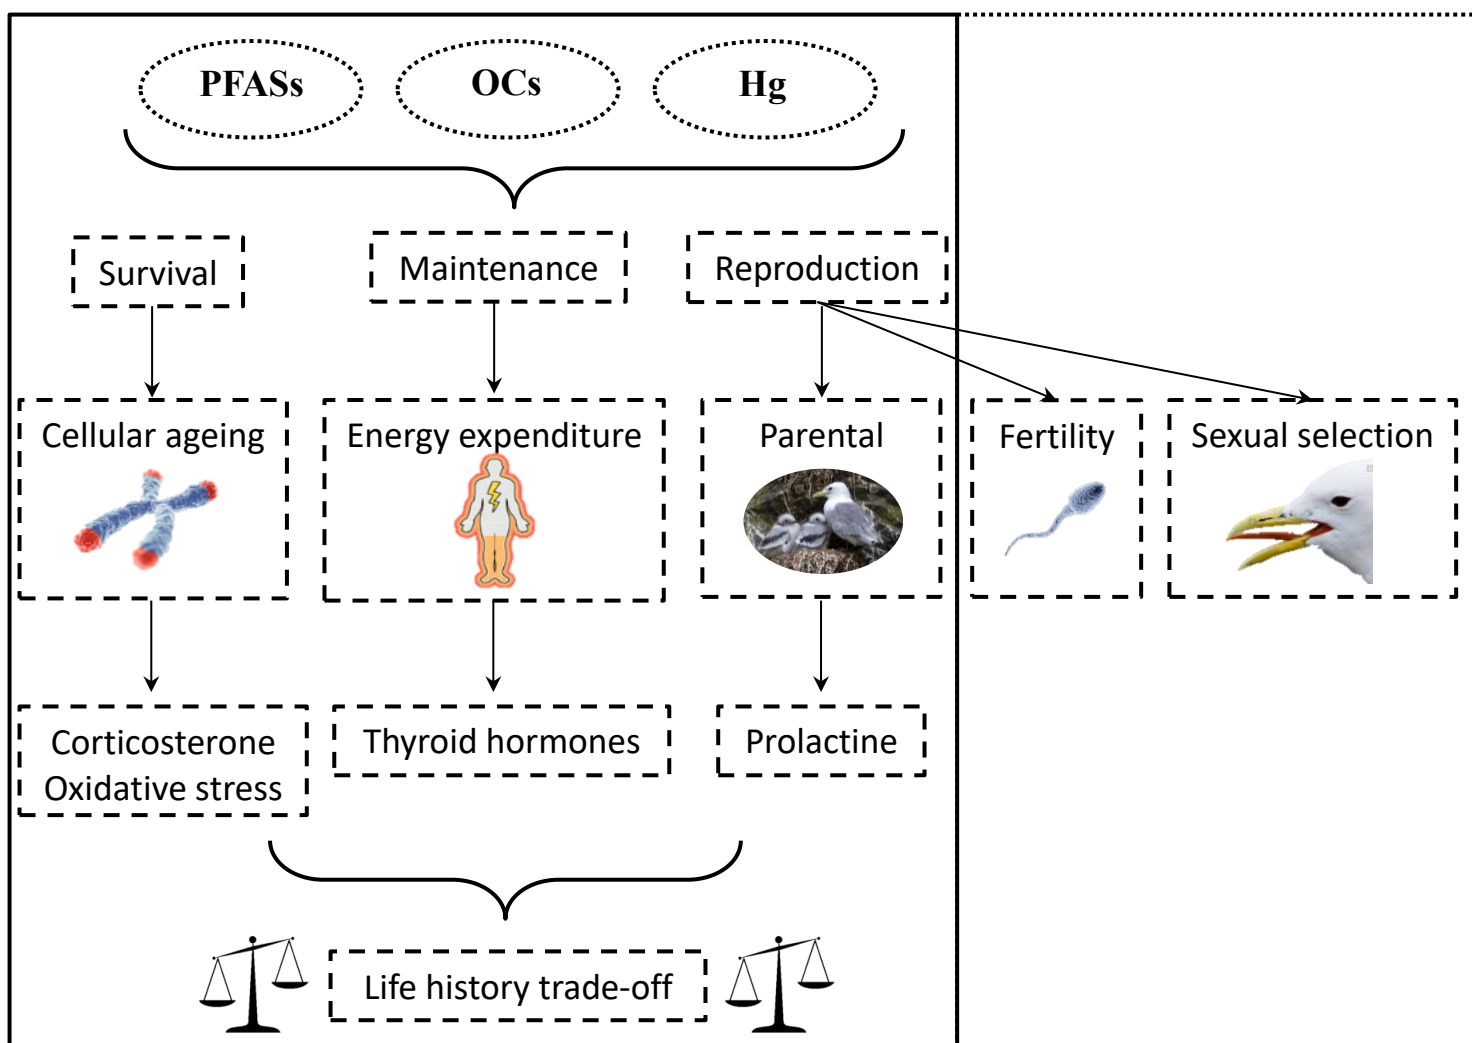 PFASs
OCs
Hg
Survival
Maintenance
Reproduction
Cellular ageing
Energy expenditure
Parental
Fertility
Sexual selection
Corticosterone
Oxidative stress
Thyroid hormones
Prolactine
Life history trade-off